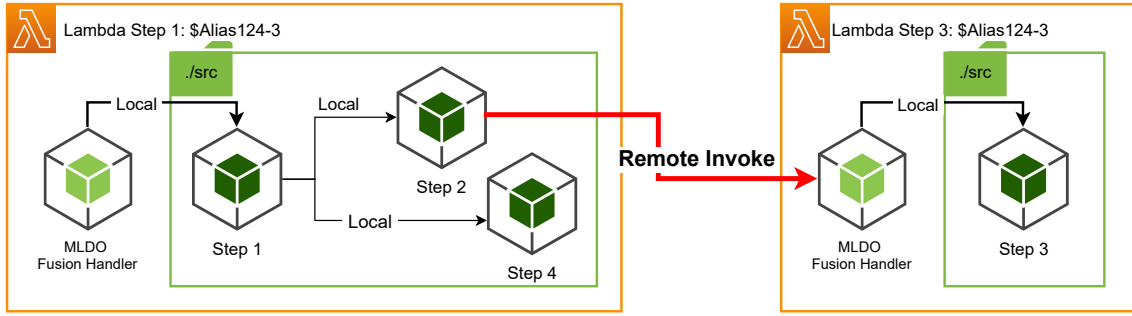 Lambda Step 1: $Alias124-3
./src
Local
Local
Step 2
Local
Step 1
Step 4
MLDO
Fusion Handler
Remote Invoke
Lambda Step 3: $Alias124-3
./src
Local
Step 3
MLDO
Fusion Handler